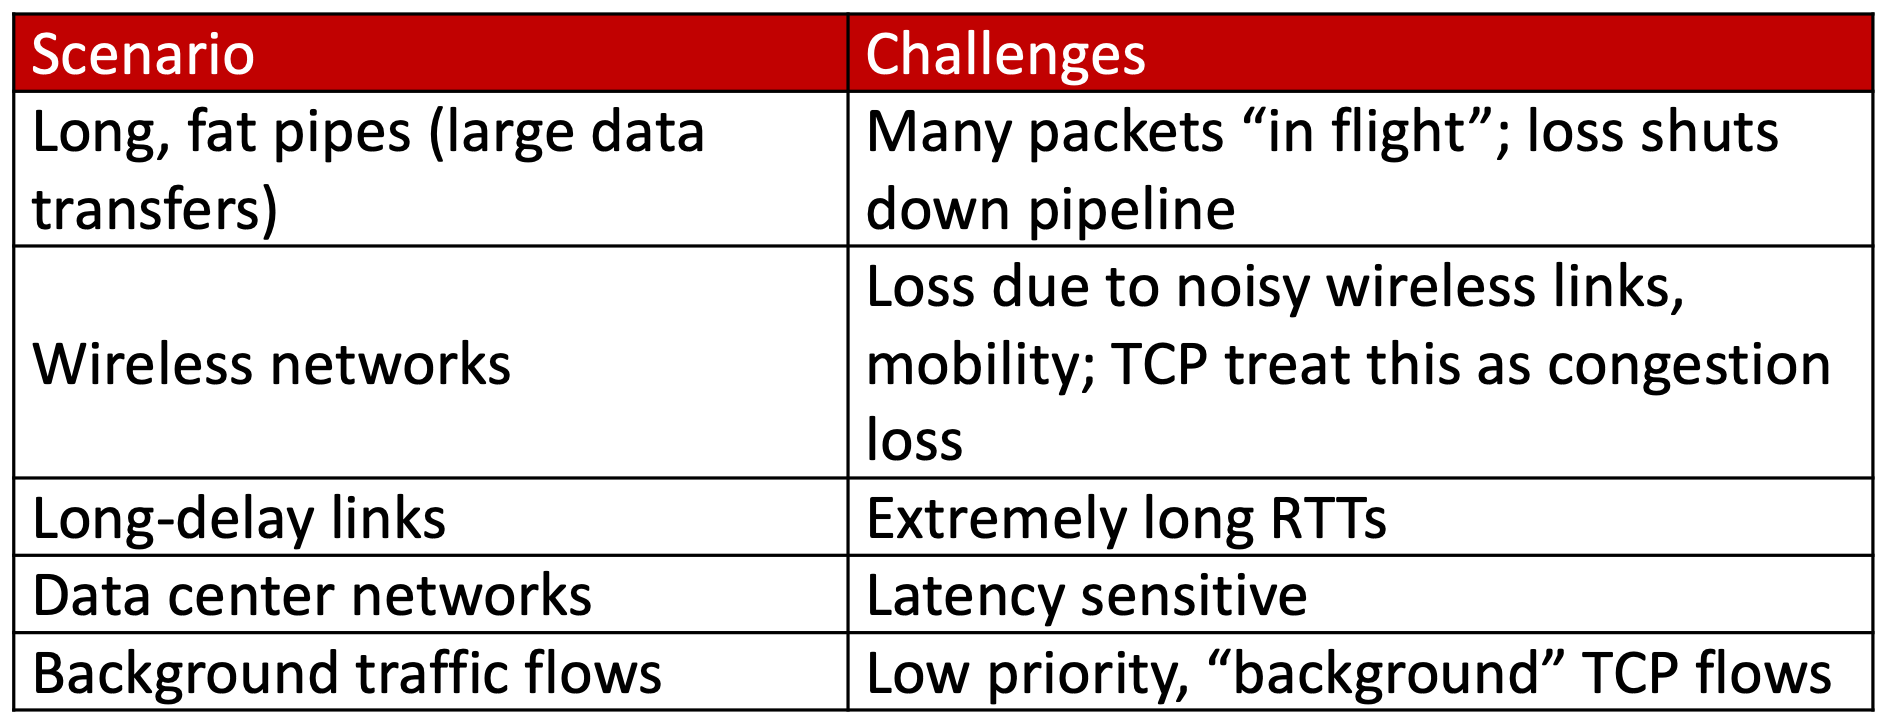 Scenario
Challenges
Long, fat pipes (large data
transfers)
Many packets “in flight”; loss shuts
down pipeline
Wireless networks
Loss due to noisy wireless links,
mobility; TCP treat this as congestion
loss
Long-delay links
Extremely long RTTs
Data center networks
Latency sensitive
Background traffic flows
Low priority, “background” TCP flows